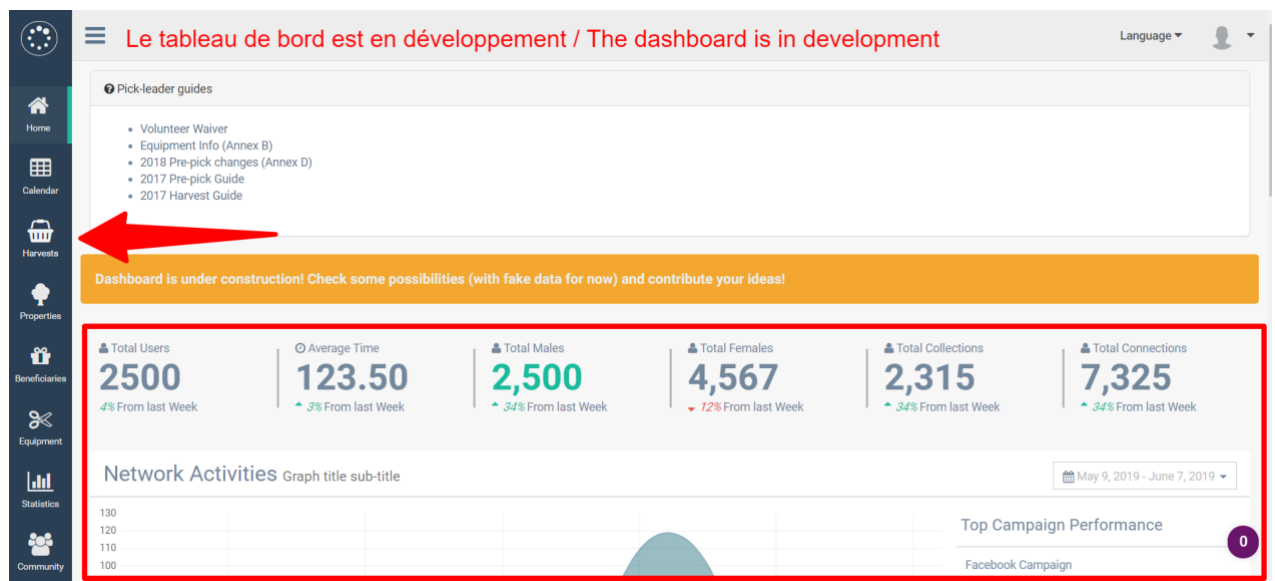 Le tableau de bord est en développement / The dashboard is in development
Language
Home
Calendar
Harvests
Properties
Beneficiaries
Equipment
Statistics
Community
Pick-leader guides
Volunteer Waiver
Equipment Info (Annex B)
2018 Pre-pick changes (Annex D)
2017 Pre-pick Guide
2017 Harvest Guide
Dashboard is under construction! Check some possibilities (with fake data for now) and contribute your ideas!
Total Users
2500
4% From last Week
Average Time
123.50
3% From last Week
Total Males
2,500
34% From last Week
Total Females
4,567
12% From last Week
Total Collections
2,315
34% From last Week
Total Connections
7,325
34% From last Week
Network Activities Graph title sub-title
May 9, 2019 - June 7, 2019
130
120
110
100
Top Campaign Performance
Facebook Campaign
0